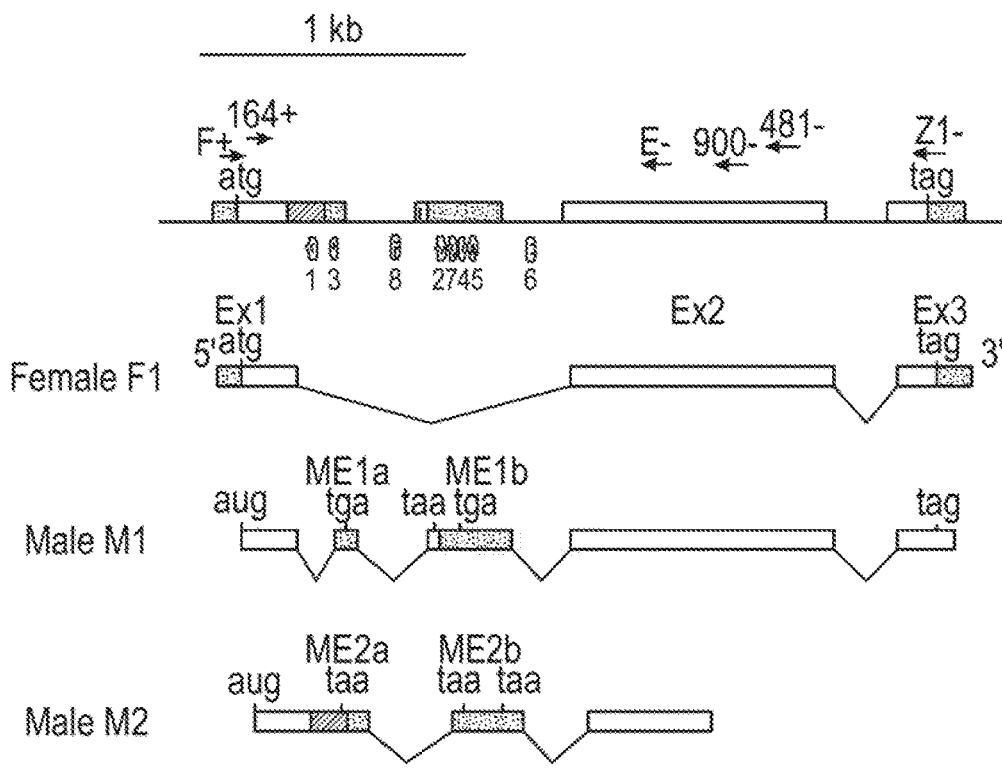 1 kb
164+
F+
E- 900- 481- Z1-
atg tag
1 3 8 2745 6
Ex1 Ex2 Ex3
5' atg tag 3'
Female F1
ME1a ME1b
aug tga taa tga tag
Male M1
ME2a ME2b
aug taa taa taa
Male M2